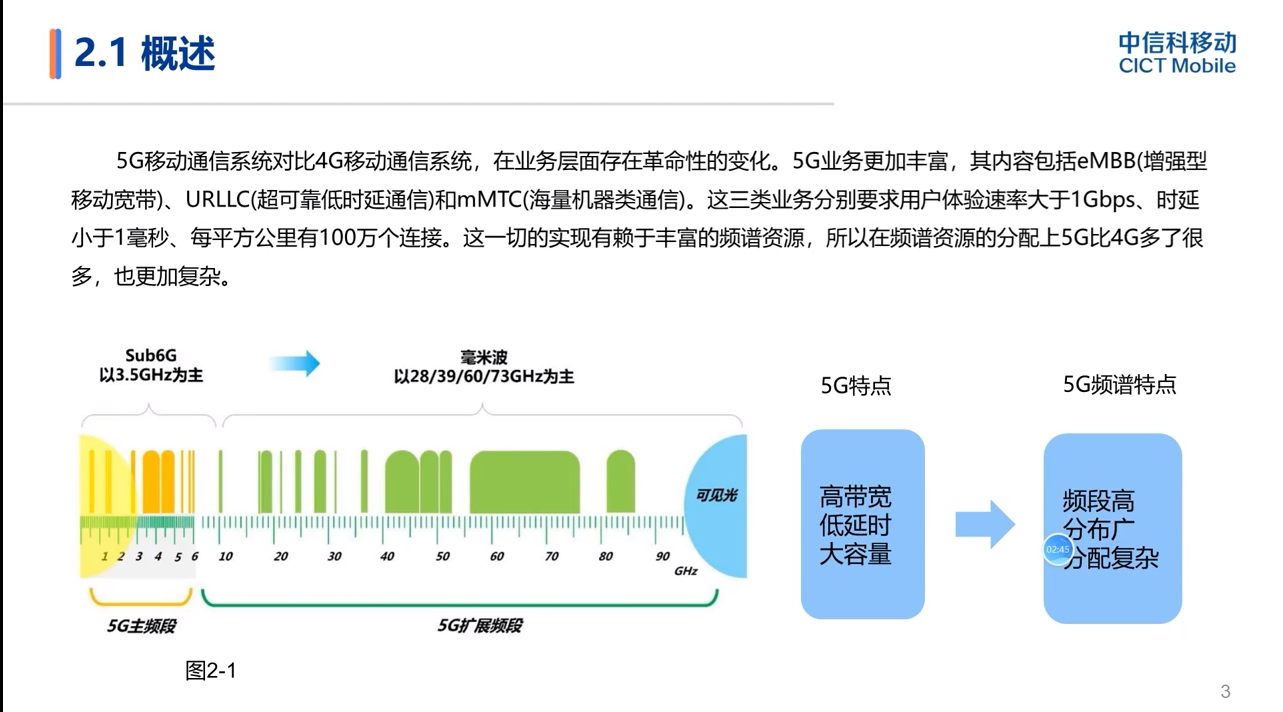 2.1 概述
中信科移动
CICT Mobile
5G移动通信系统对比4G移动通信系统，在业务层面存在革命性的变化。5G业务更加丰富，其内容包括eMBB(增强型
移动宽带)、URLLC(超可靠低时延通信)和mMTC(海量机器类通信)。这三类业务分别要求用户体验速率大于1Gbps、时延
小于1毫秒、每平方公里有100万个连接。这一切的实现有赖于丰富的频谱资源，所以在频谱资源的分配上5G比4G多了很
多，也更加复杂。
Sub6G
以3.5GHz为主
毫米波
以28/39/60/73GHz为主
可见光
1 2 3 4 5 6 10 20 30 40 50 60 70 80 90
GHz
5G主频段
5G扩展频段
图2-1
5G特点
高带宽
低延时
大容量
5G频谱特点
频段高
分布广
分配复杂
02:45
3